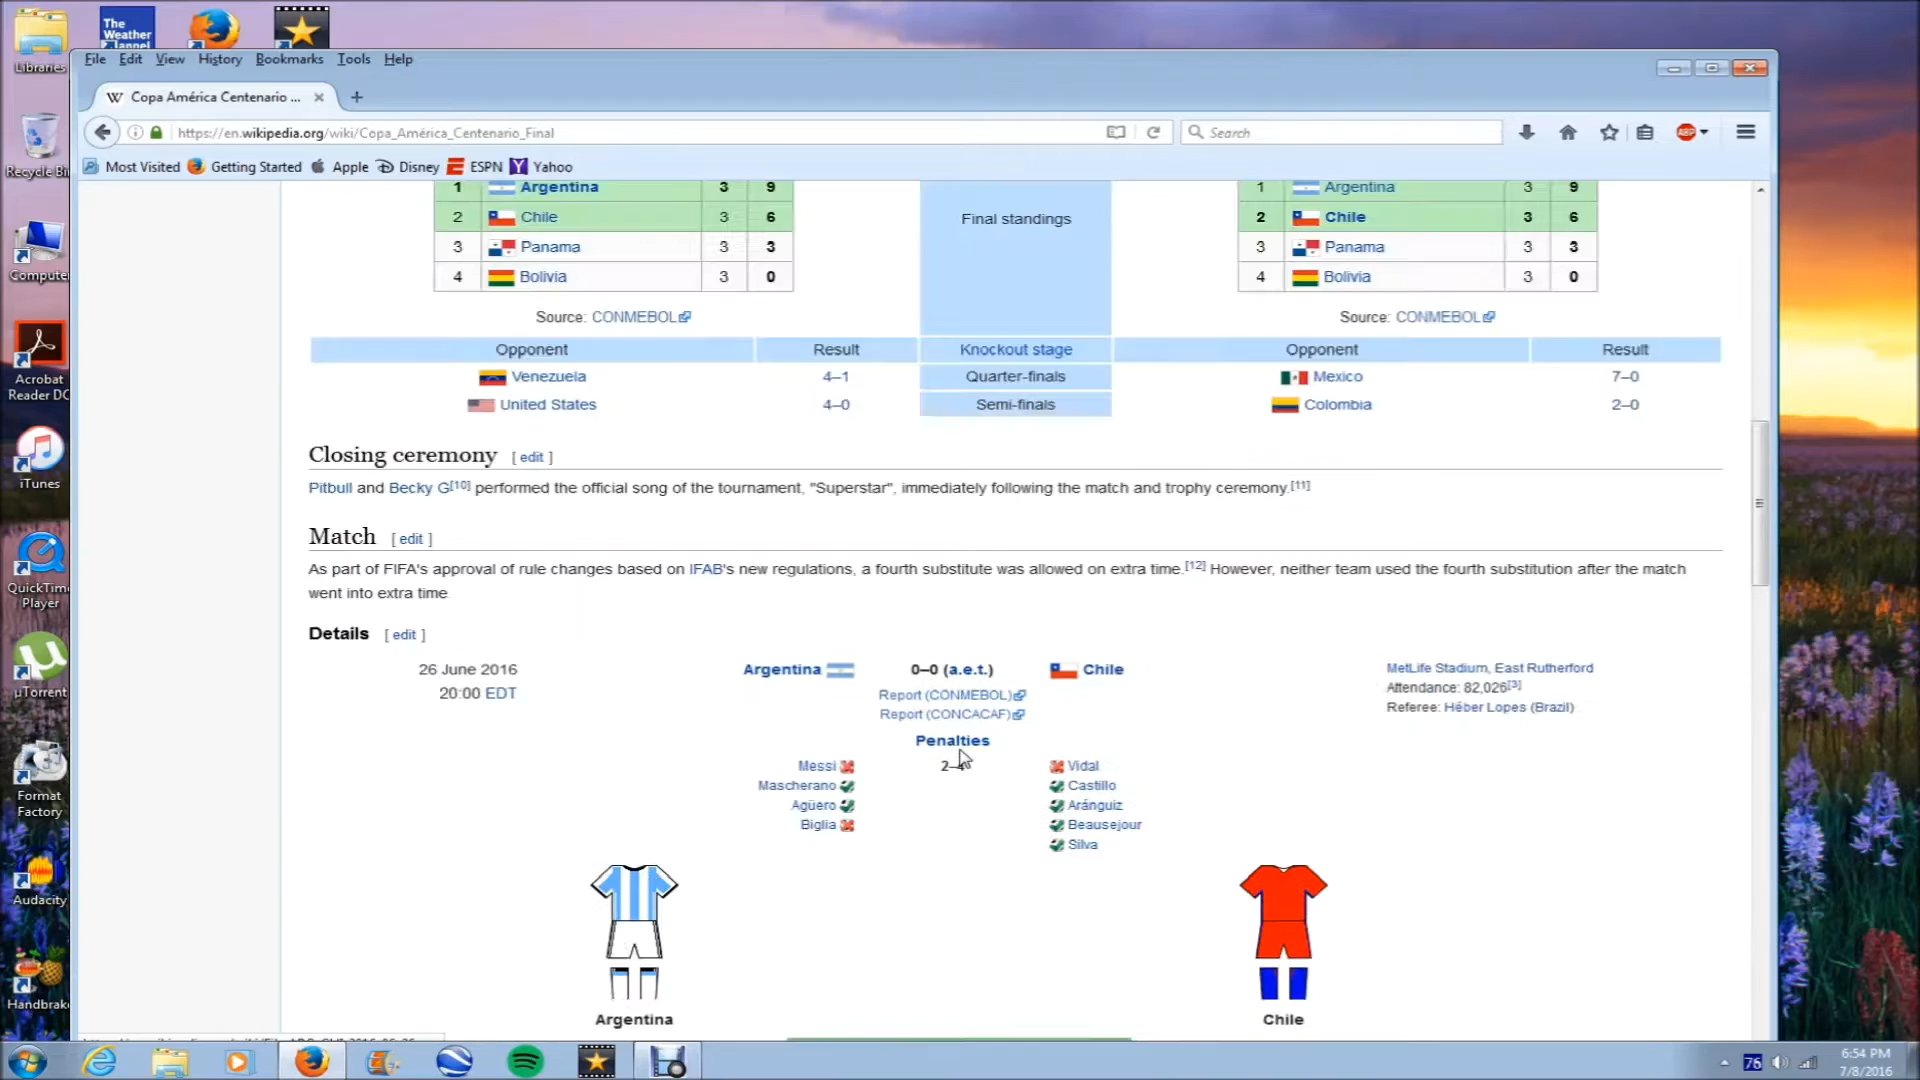 The
Weather
Channel
Libraries
Recycle Bin
Computer
Acrobat
Reader DC
iTunes
QuickTime
Player
µTorrent
Format
Factory
Audacity
Handbrake
File Edit View History Bookmarks Tools Help
Copa América Centenario ...
https://en.wikipedia.org/wiki/Copa_América_Centenario_Final
Search
ABP
Most Visited Getting Started Apple Disney ESPN Yahoo
1 Argentina 3 9
2 Chile 3 6
3 Panama 3 3
4 Bolivia 3 0
Source: CONMEBOL
Final standings
1 Argentina 3 9
2 Chile 3 6
3 Panama 3 3
4 Bolivia 3 0
Source: CONMEBOL
Opponent Result Knockout stage Opponent Result
Venezuela 4–1 Quarter-finals Mexico 7–0
United States 4–0 Semi-finals Colombia 2–0
Closing ceremony [ edit ]
Pitbull and Becky G[10] performed the official song of the tournament, "Superstar", immediately following the match and trophy ceremony.[11]
Match [ edit ]
As part of FIFA's approval of rule changes based on IFAB's new regulations, a fourth substitute was allowed on extra time.[12] However, neither team used the fourth substitution after the match
went into extra time
Details [ edit ]
26 June 2016
20:00 EDT
Argentina 0–0 (a.e.t.) Chile
Report (CONMEBOL)
Report (CONCACAF)
MetLife Stadium, East Rutherford
Attendance: 82,026[3]
Referee: Héber Lopes (Brazil)
Penalties
Messi 2–4 Vidal
Mascherano Castillo
Agüero Aránguiz
Biglia Beausejour
Silva
Argentina Chile
76
6:54 PM
7/8/2016